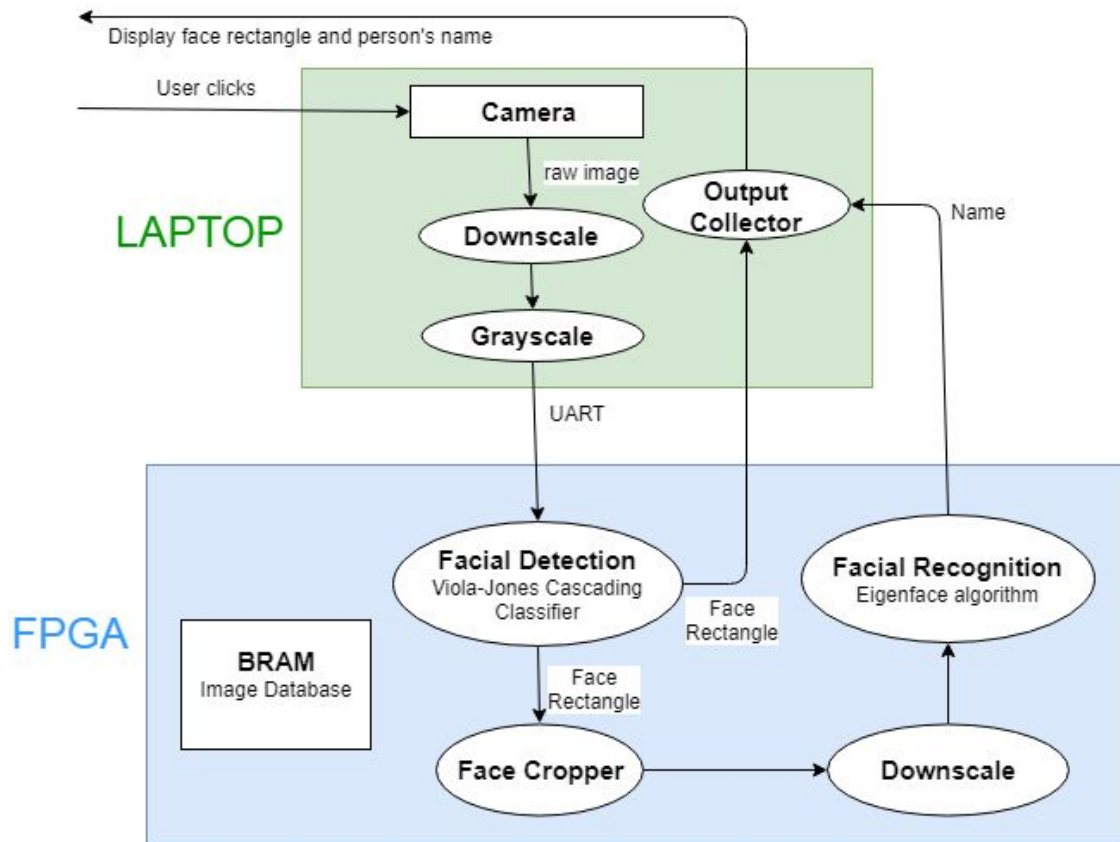 Display face rectangle and person's name
User clicks
Camera
raw image
Output
Collector
Name
LAPTOP
Downscale
Grayscale
UART
Facial Detection
Viola-Jones Cascading
Classifier
Facial Recognition
Eigenface algorithm
Face
Rectangle
FPGA
BRAM
Image Database
Face
Rectangle
Face Cropper
Downscale